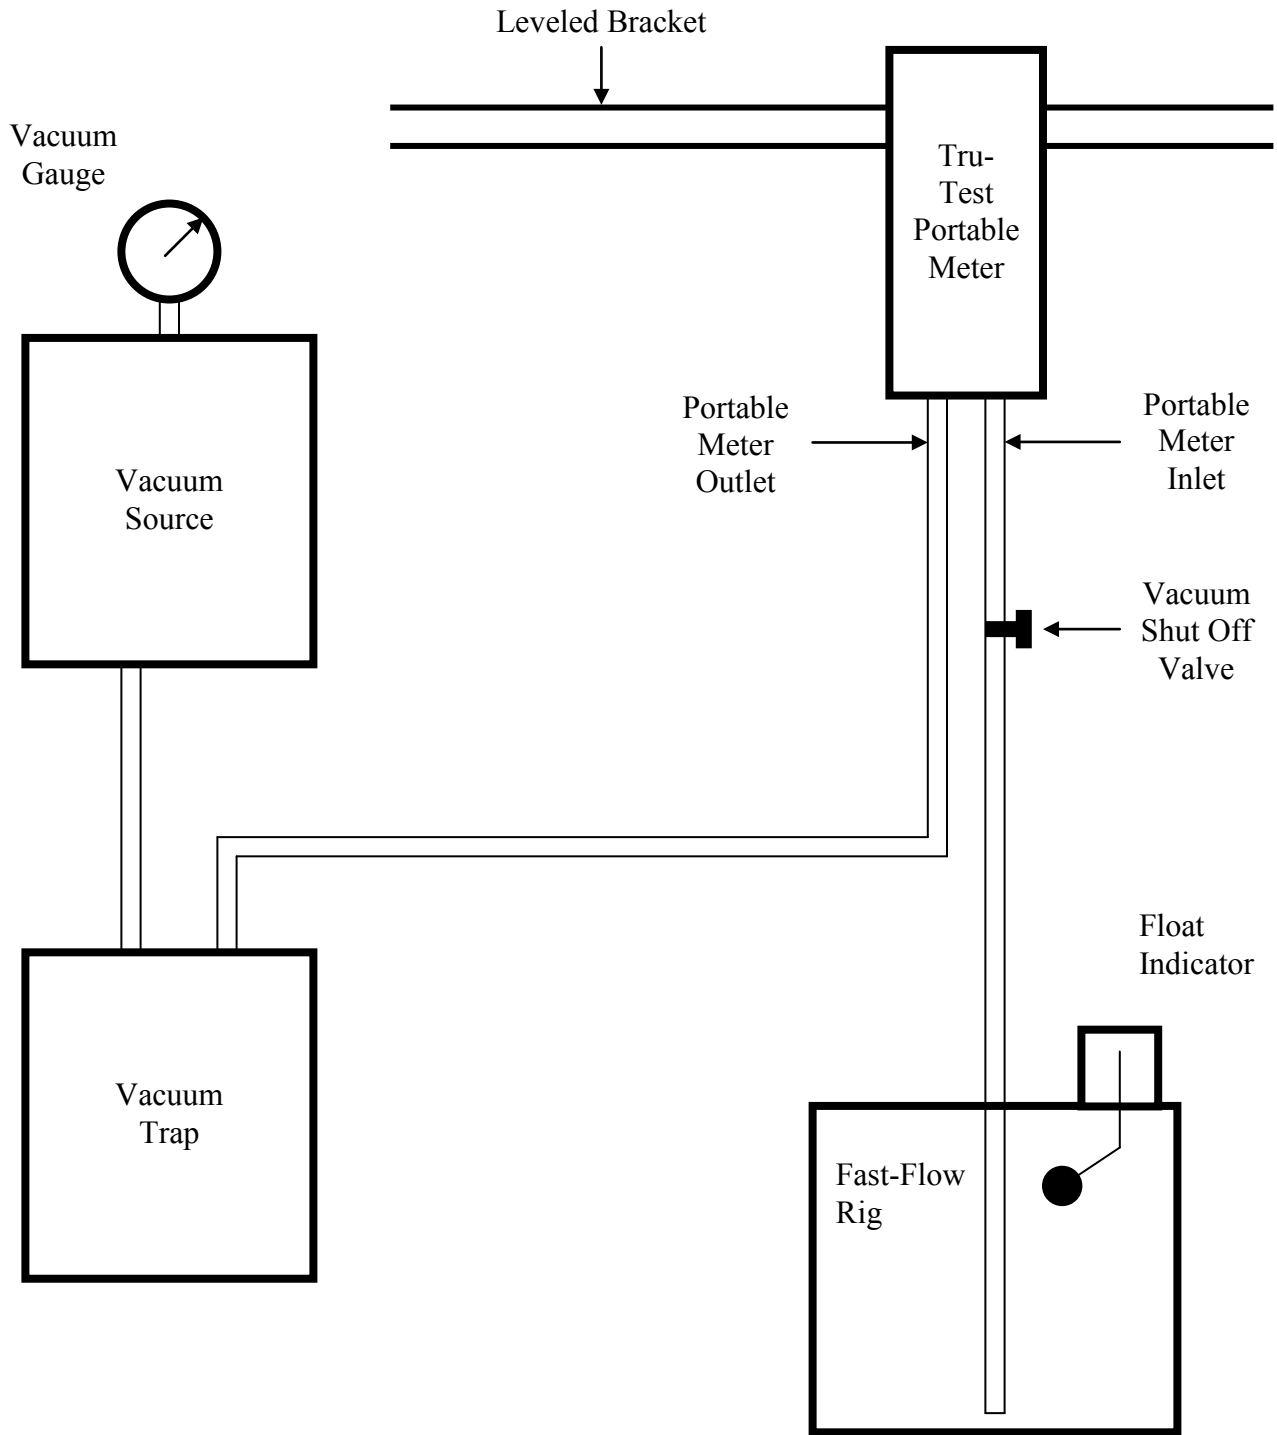 Leveled Bracket
Vacuum
Gauge
Tru-
Test
Portable
Meter
Portable
Meter
Outlet
Portable
Meter
Inlet
Vacuum
Source
Vacuum
Shut Off
Valve
Float
Indicator
Vacuum
Trap
Fast-Flow
Rig